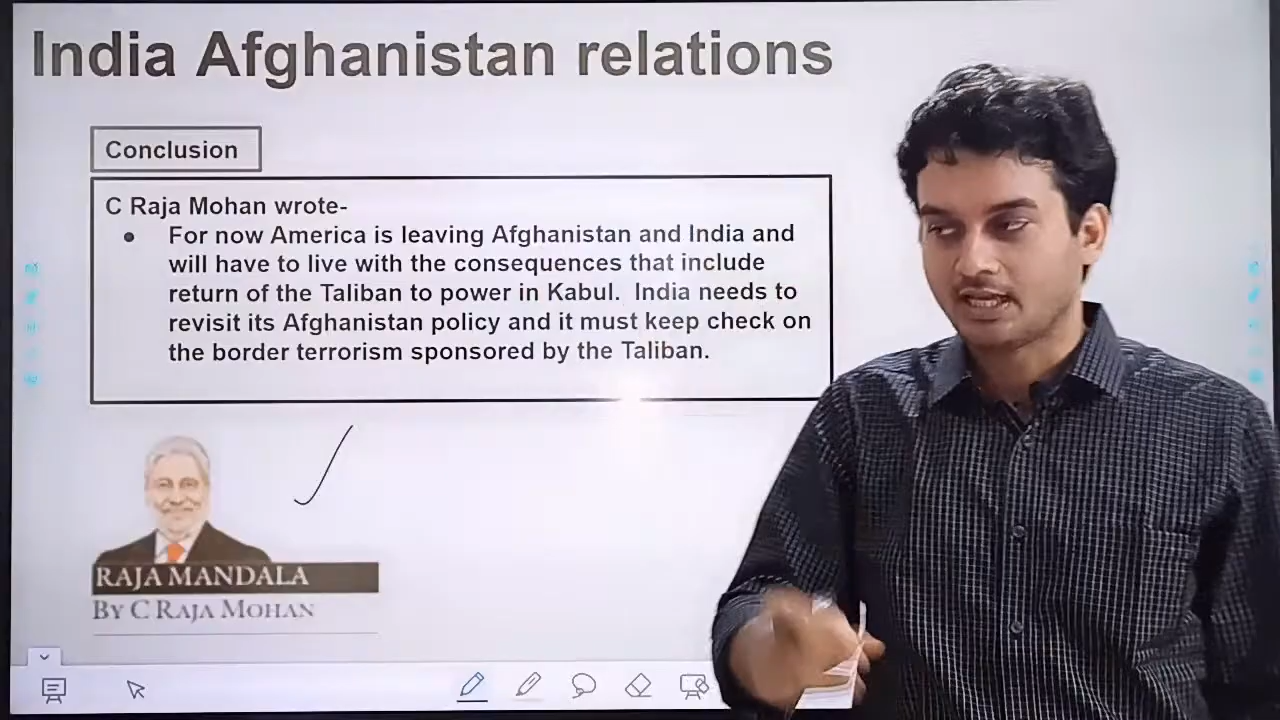 India Afghanistan relations
Conclusion
C Raja Mohan wrote-
For now America is leaving Afghanistan and India and
will have to live with the consequences that include
return of the Taliban to power in Kabul. India needs to
revisit its Afghanistan policy and it must keep check on
the border terrorism sponsored by the Taliban.
RAJA MANDALA
BY C RAJA MOHAN